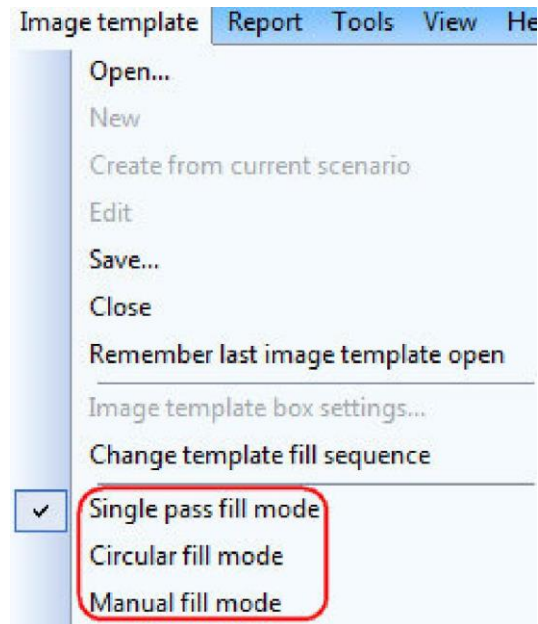 Image template Report Tools View He
Open...
New
Create from current scenario
Edit
Save...
Close
Remember last image template open
Image template box settings...
Change template fill sequence
Single pass fill mode
Circular fill mode
Manual fill mode